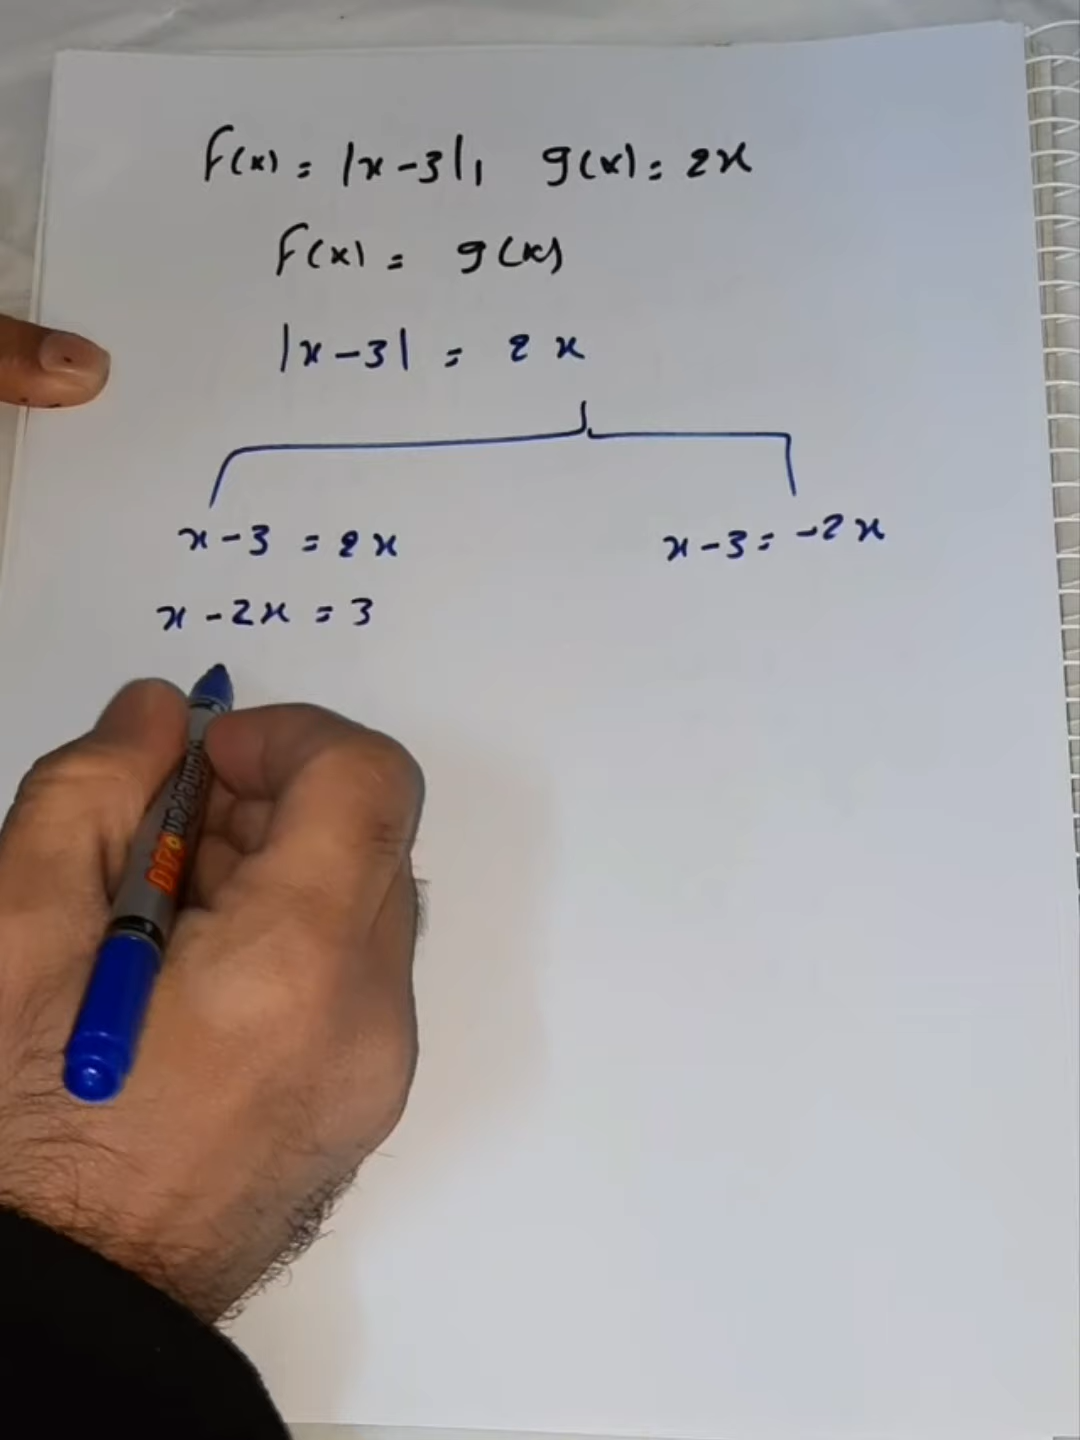 f(x) = |x-3|, g(x) = 2x
f(x) = g(x)
|x-3| = 2x
x-3 = 2x
x-3 = -2x
x-2x = 3